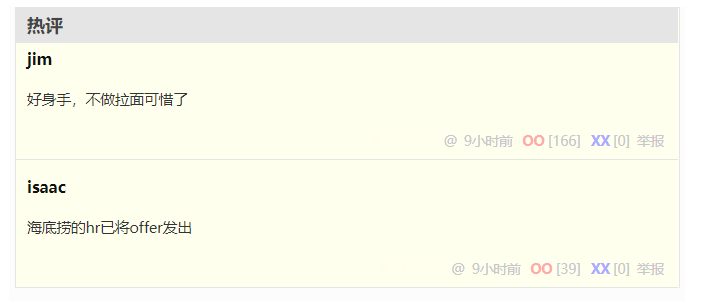 热评
jim
好身手，不做拉面可惜了
@ 9小时前 OO [166] XX [0] 举报
isaac
海底捞的hr已将offer发出
@ 9小时前 OO [39] XX [0] 举报